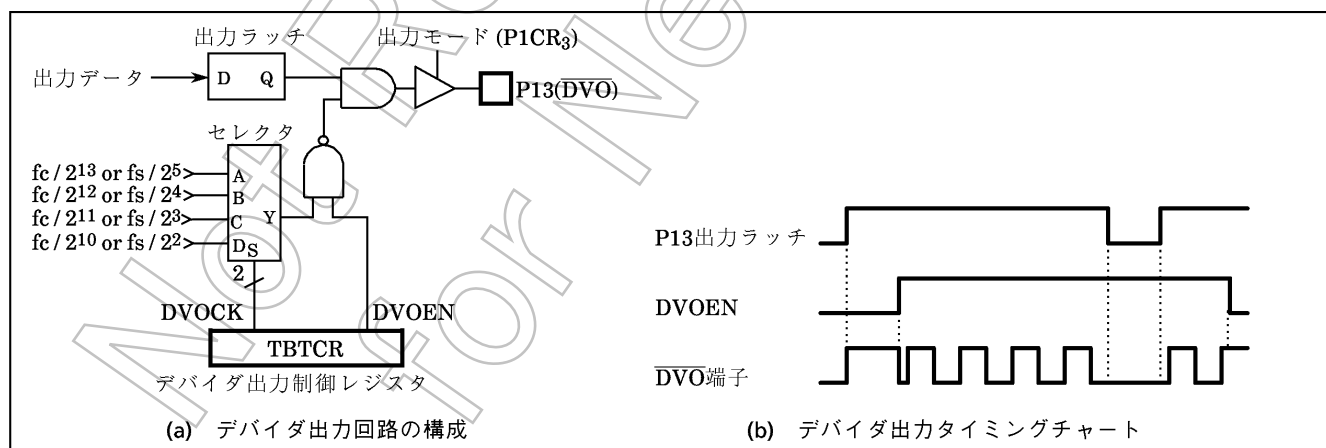 出力ラッチ
出力モード (P1CR3)
出力データ
D Q
P13(DVO)
セレクタ
fc / 2^13 or fs / 2^5
A
fc / 2^12 or fs / 2^4
B
fc / 2^11 or fs / 2^3
C
Y
fc / 2^10 or fs / 2^2
D
S
2
DVOCK
DVOEN
TBTCR
デバイダ出力制御レジスタ
(a) デバイダ出力回路の構成
P13出力ラッチ
DVOEN
DVO端子
(b) デバイダ出力タイミングチャート
Not
for